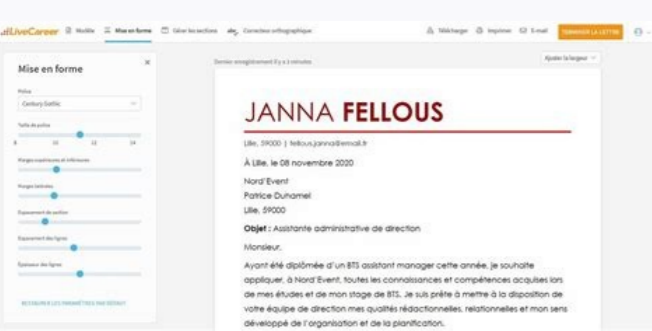 LiveCareer Modèle Mise en forme Gérer les sections abc Correcteur orthographique Télécharger Imprimer E-mail TERMINER LA LETTRE
Dernier enregistrement il y a 3 minutes
Ajuster la largeur
Mise en forme
Police
Century Gothic
Taille de police
8 10 12 14
Marges supérieures et inférieures
Marges latérales
Espacement de section
Espacement des lignes
Épaisseur des lignes
RESTAURER LES PARAMÈTRES PAR DÉFAUT
JANNA FELLOUS
Lille, 59000 | fellous.janna@email.fr
À Lille, le 08 novembre 2020
Nord'Event
Patrice Duhamel
Lille, 59000
Objet : Assistante administrative de direction
Monsieur,
Ayant été diplômée d'un BTS assistant manager cette année, je souhaite
appliquer, à Nord'Event, toutes les connaissances et compétences acquises lors
de mes études et de mon stage de BTS. Je suis prête à mettre à la disposition de
votre équipe de direction mes qualités rédactionnelles, relationnelles et mon sens
développé de l'organisation et de la planification.